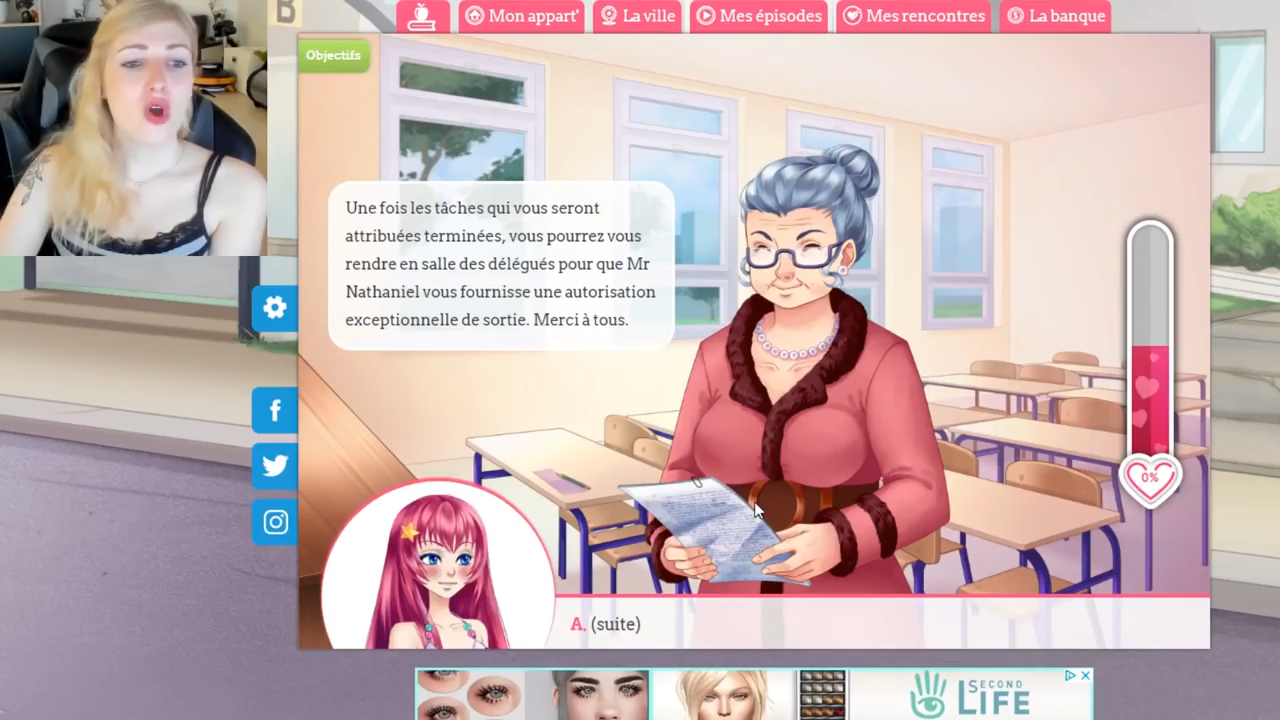 B
Mon appart'
La ville
Mes épisodes
Mes rencontres
La banque
Objectifs
Une fois les tâches qui vous seront
attribuées terminées, vous pourrez vous
rendre en salle des délégués pour que Mr
Nathaniel vous fournisse une autorisation
exceptionnelle de sortie. Merci à tous.
0%
A. (suite)
SECOND
LIFE